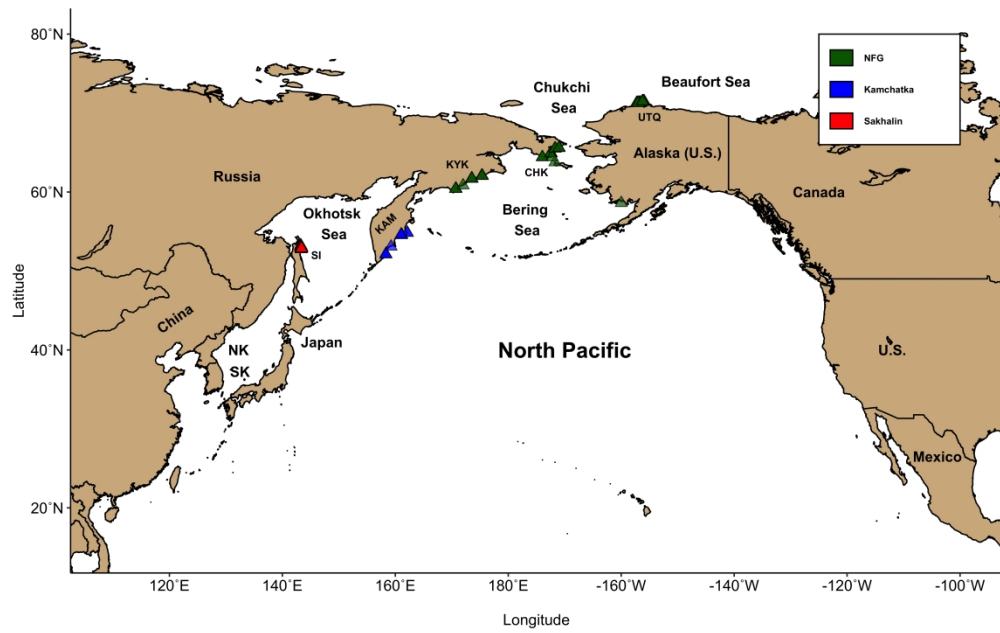 80°N
60°N
40°N
20°N
Latitude
120°E
140°E
160°E
180°
-160°W
-140°W
-120°W
-100°W
Longitude
NFG
Kamchatka
Sakhalin
Chukchi
Sea
Beaufort Sea
UTQ
Alaska (U.S.)
Canada
Russia
KYK
CHK
Okhotsk
Sea
KAM
Bering
Sea
SI
China
Japan
NK
SK
North Pacific
U.S.
Mexico